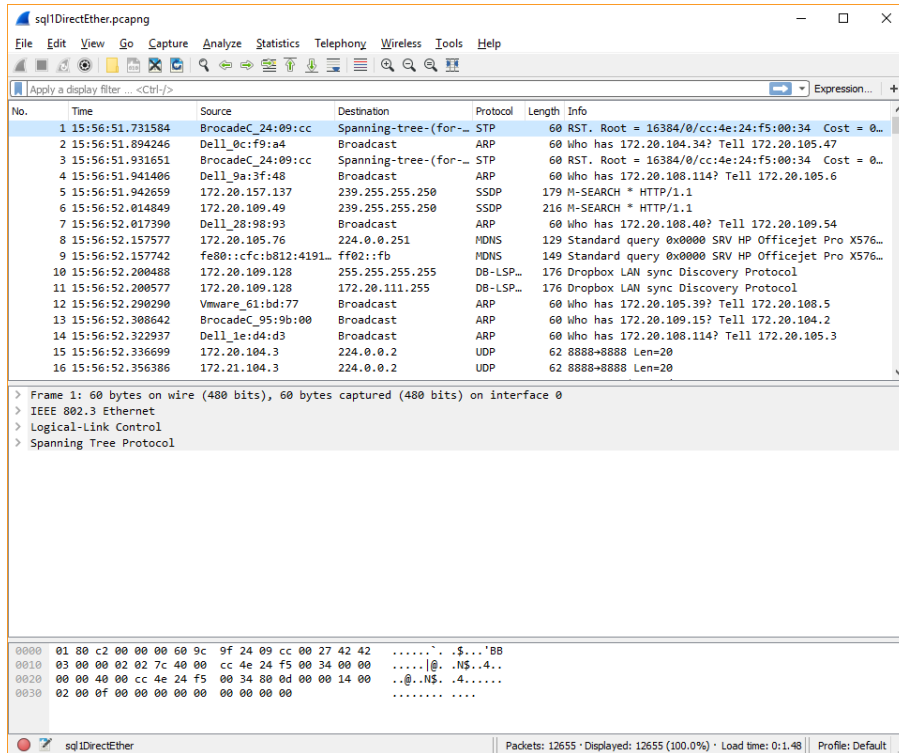 sql1DirectEther.pcapng
File Edit View Go Capture Analyze Statistics Telephony Wireless Tools Help
Apply a display filter ... <Ctrl-/> Expression... +
No. Time Source Destination Protocol Length Info
1 15:56:51.731584 BrocadeC_24:09:cc Spanning-tree-(for-… STP 60 RST. Root = 16384/0/cc:4e:24:f5:00:34 Cost = 0…
2 15:56:51.894246 Dell_0c:f9:a4 Broadcast ARP 60 Who has 172.20.104.34? Tell 172.20.105.47
3 15:56:51.931651 BrocadeC_24:09:cc Spanning-tree-(for-… STP 60 RST. Root = 16384/0/cc:4e:24:f5:00:34 Cost = 0…
4 15:56:51.941406 Dell_9a:3f:48 Broadcast ARP 60 Who has 172.20.108.114? Tell 172.20.105.6
5 15:56:51.942659 172.20.157.137 239.255.255.250 SSDP 179 M-SEARCH * HTTP/1.1
6 15:56:52.014849 172.20.109.49 239.255.255.250 SSDP 216 M-SEARCH * HTTP/1.1
7 15:56:52.017390 Dell_28:98:93 Broadcast ARP 60 Who has 172.20.108.40? Tell 172.20.109.54
8 15:56:52.157577 172.20.105.76 224.0.0.251 MDNS 129 Standard query 0x0000 SRV HP Officejet Pro X576…
9 15:56:52.157742 fe80::cfc:b812:4191… ff02::fb MDNS 149 Standard query 0x0000 SRV HP Officejet Pro X576…
10 15:56:52.200488 172.20.109.128 255.255.255.255 DB-LSP… 176 Dropbox LAN sync Discovery Protocol
11 15:56:52.200577 172.20.109.128 172.20.111.255 DB-LSP… 176 Dropbox LAN sync Discovery Protocol
12 15:56:52.290290 Vmware_61:bd:77 Broadcast ARP 60 Who has 172.20.105.39? Tell 172.20.108.5
13 15:56:52.308642 BrocadeC_95:9b:00 Broadcast ARP 60 Who has 172.20.109.15? Tell 172.20.104.2
14 15:56:52.322937 Dell_1e:d4:d3 Broadcast ARP 60 Who has 172.20.108.114? Tell 172.20.105.3
15 15:56:52.336699 172.20.104.3 224.0.0.2 UDP 62 8888→8888 Len=20
16 15:56:52.356386 172.21.104.3 224.0.0.2 UDP 62 8888→8888 Len=20
> Frame 1: 60 bytes on wire (480 bits), 60 bytes captured (480 bits) on interface 0
> IEEE 802.3 Ethernet
> Logical-Link Control
> Spanning Tree Protocol
0000 01 80 c2 00 00 00 60 9c 9f 24 09 cc 00 27 42 42 ......`. .$...'BB
0010 03 00 00 02 02 7c 40 00 cc 4e 24 f5 00 34 00 00 .....|@. .N$..4..
0020 00 00 40 00 cc 4e 24 f5 00 34 80 0d 00 00 14 00 ..@..N$. .4......
0030 02 00 0f 00 00 00 00 00 00 00 00 00 ........ ....
sql1DirectEther Packets: 12655 · Displayed: 12655 (100.0%) · Load time: 0:1.48 Profile: Default